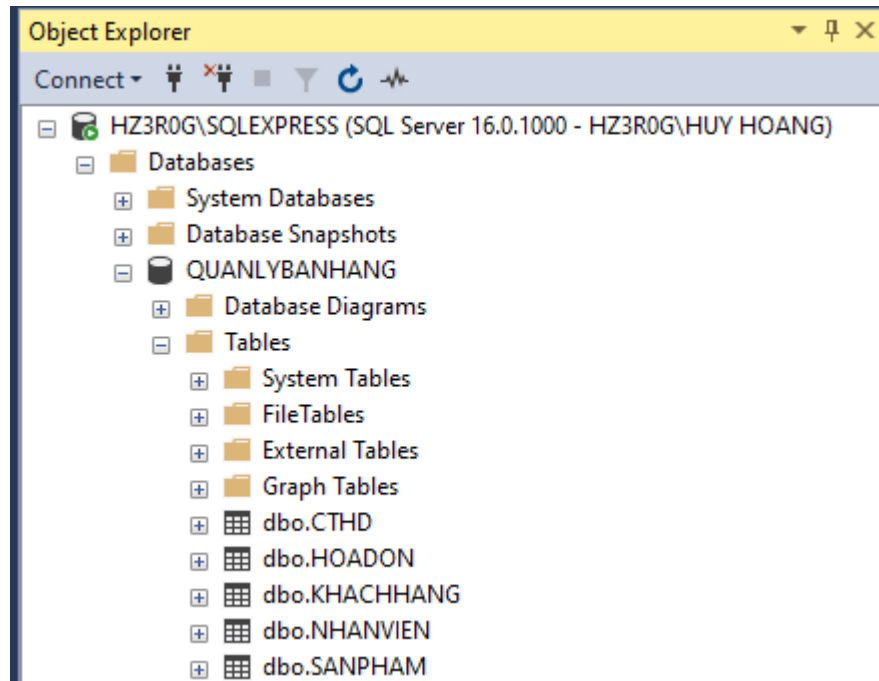 Object Explorer
Connect
HZ3R0G\SQLEXPRESS (SQL Server 16.0.1000 - HZ3R0G\HUY HOANG)
Databases
System Databases
Database Snapshots
QUANLYBANHANG
Database Diagrams
Tables
System Tables
FileTables
External Tables
Graph Tables
dbo.CTHD
dbo.HOADON
dbo.KHACHHANG
dbo.NHANVIEN
dbo.SANPHAM